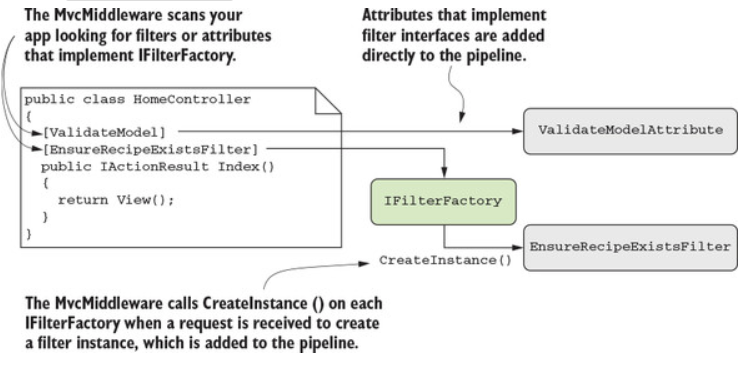 The MvcMiddleware scans your
app looking for filters or attributes
that implement IFilterFactory.
Attributes that implement
filter interfaces are added
directly to the pipeline.
public class HomeController
{
[ValidateModel]
[EnsureRecipeExistsFilter]
public IActionResult Index()
{
return View();
}
}
ValidateModelAttribute
IFilterFactory
EnsureRecipeExistsFilter
CreateInstance()
The MvcMiddleware calls CreateInstance () on each
IFilterFactory when a request is received to create
a filter instance, which is added to the pipeline.